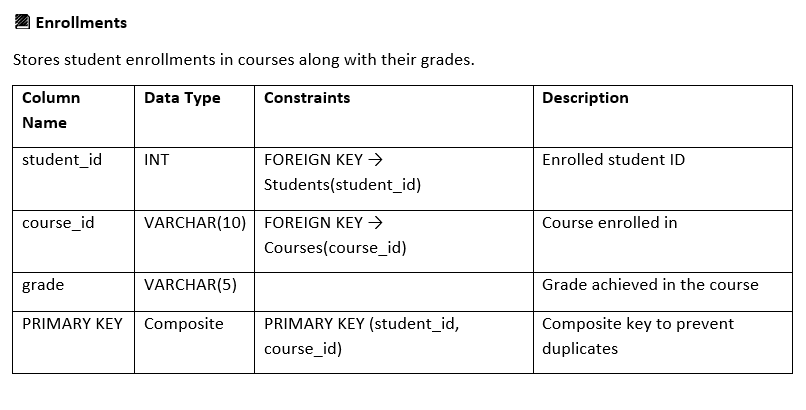 Enrollments
Stores student enrollments in courses along with their grades.
Column Name Data Type Constraints Description
student_id INT FOREIGN KEY → Students(student_id) Enrolled student ID
course_id VARCHAR(10) FOREIGN KEY → Courses(course_id) Course enrolled in
grade VARCHAR(5) Grade achieved in the course
PRIMARY KEY Composite PRIMARY KEY (student_id, course_id) Composite key to prevent duplicates